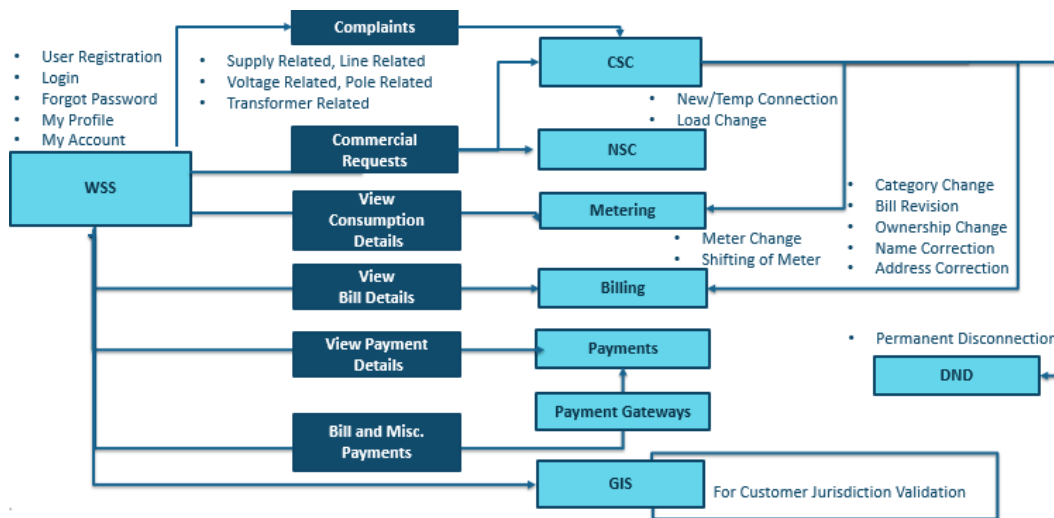 Complaints
• User Registration
• Login
• Forgot Password
• My Profile
• My Account
• Supply Related, Line Related
• Voltage Related, Pole Related
• Transformer Related
CSC
• New/Temp Connection
• Load Change
Commercial
Requests
NSC
WSS
View
Consumption
Details
Metering
• Category Change
• Bill Revision
• Ownership Change
• Name Correction
• Address Correction
• Meter Change
• Shifting of Meter
View
Bill Details
Billing
View Payment
Details
Payments
• Permanent Disconnection
DND
Payment Gateways
Bill and Misc.
Payments
GIS
For Customer Jurisdiction Validation